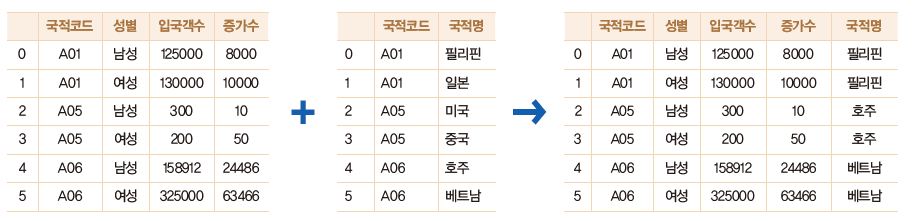 국적코드 성별 입국객수 증가수
0 A01 남성 125000 8000
1 A01 여성 130000 10000
2 A05 남성 300 10
3 A05 여성 200 50
4 A06 남성 158912 24486
5 A06 여성 325000 63466
+
국적코드 국적명
0 A01 필리핀
1 A01 일본
2 A05 미국
3 A05 중국
4 A06 호주
5 A06 베트남
→
국적코드 성별 입국객수 증가수 국적명
0 A01 남성 125000 8000 필리핀
1 A01 여성 130000 10000 필리핀
2 A05 남성 300 10 호주
3 A05 여성 200 50 호주
4 A06 남성 158912 24486 베트남
5 A06 여성 325000 63466 베트남